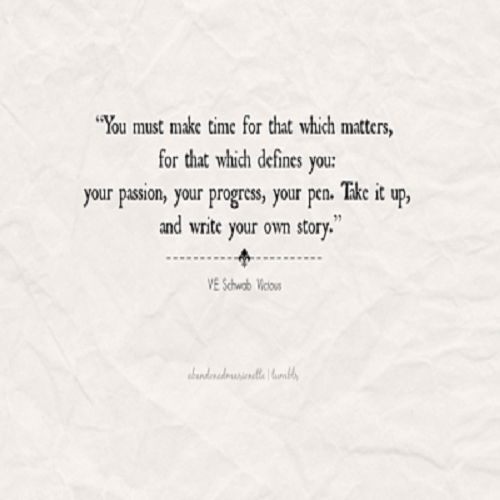 “You must make time for that which matters,
for that which defines you:
your passion, your progress, your pen. Take it up,
and write your own story.”
V.E. Schwab Vicious
abandonedmarionette | tumblr